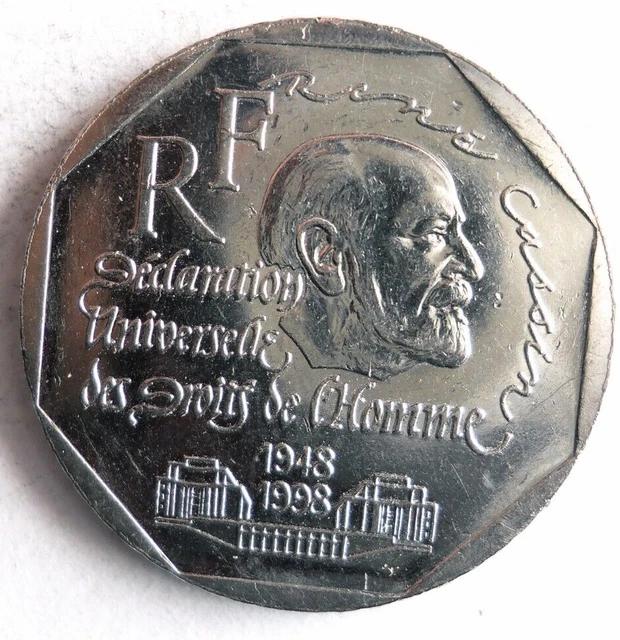 RF
René Cassin
Déclaration
Universelle
des Droits de l'Homme
1948
1998